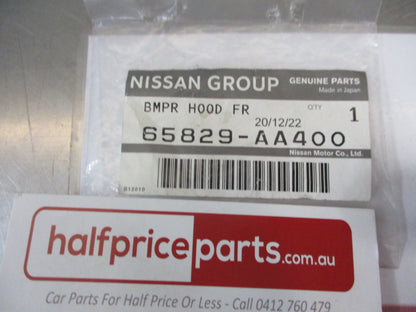 NISSAN GROUP
GENUINE PARTS
Made in Japan
BMPR HOOD FR
QTY
1
20/12/22
65829-AA400
Nissan Motor Co., Ltd.
R12019
halfpriceparts.com.au
Car Parts For Half Price Or Less - Call 0412 760 479